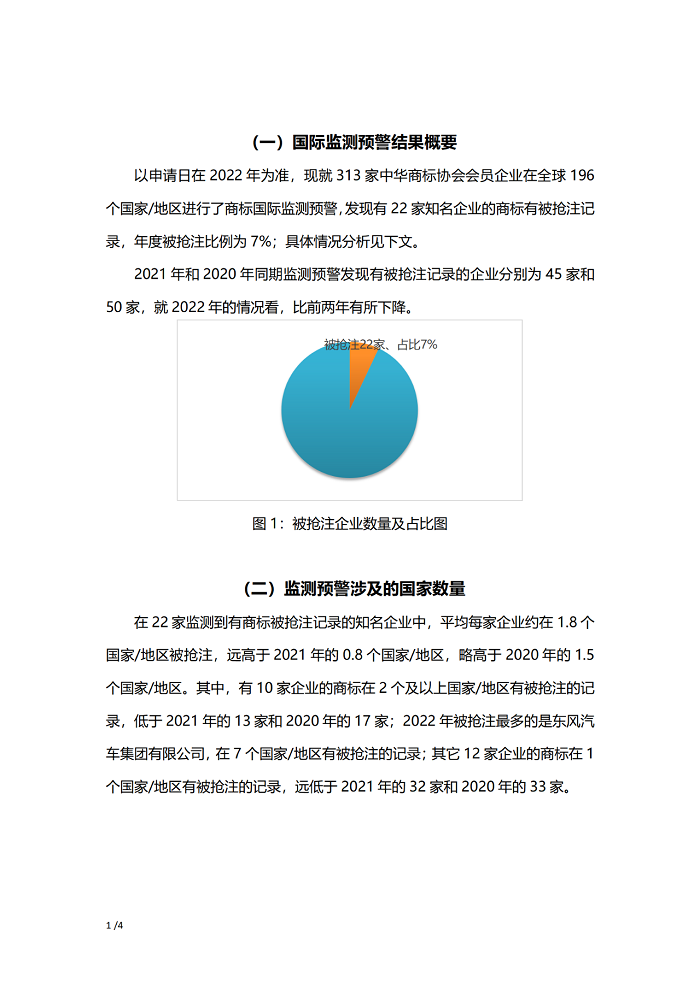 （一）国际监测预警结果概要
以申请日在 2022 年为准，现就 313 家中华商标协会会员企业在全球 196
个国家/地区进行了商标国际监测预警，发现有 22 家知名企业的商标有被抢注记
录，年度被抢注比例为 7%；具体情况分析见下文。
2021 年和 2020 年同期监测预警发现有被抢注记录的企业分别为 45 家和
50 家，就 2022 年的情况看，比前两年有所下降。
被抢注22家、占比7%
图 1：被抢注企业数量及占比图
（二）监测预警涉及的国家数量
在 22 家监测到有商标被抢注记录的知名企业中，平均每家企业约在 1.8 个
国家/地区被抢注，远高于 2021 年的 0.8 个国家/地区，略高于 2020 年的 1.5
个国家/地区。其中，有 10 家企业的商标在 2 个及以上国家/地区有被抢注的记
录，低于 2021 年的 13 家和 2020 年的 17 家；2022 年被抢注最多的是东风汽
车集团有限公司，在 7 个国家/地区有被抢注的记录；其它 12 家企业的商标在 1
个国家/地区有被抢注的记录，远低于 2021 年的 32 家和 2020 年的 33 家。
1 /4